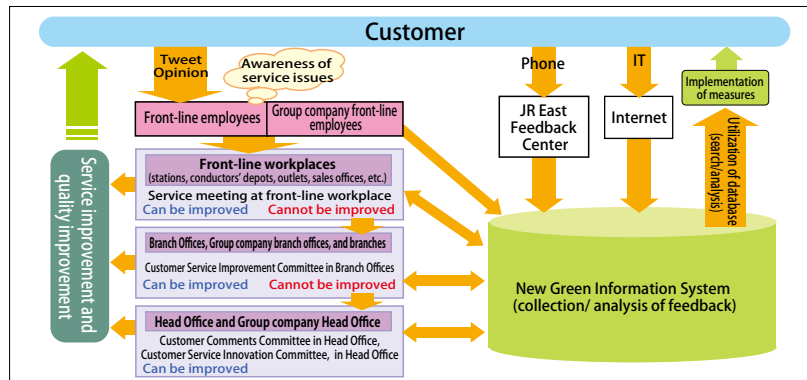 Customer
Tweet
Opinion
Awareness of
service issues
Phone
IT
Implementation
of measures
Front-line employees
Group company front-line
employees
JR East
Feedback
Center
Internet
Utilization of database
(search/analysis)
Service improvement and
quality improvement
Front-line workplaces
(stations, conductors' depots, outlets, sales offices, etc.)
Service meeting at front-line workplace
Can be improved Cannot be improved
Branch Offices, Group company branch offices, and branches
Customer Service Improvement Committee in Branch Offices
Can be improved Cannot be improved
Head Office and Group company Head Office
Customer Comments Committee in Head Office,
Customer Service Innovation Committee, in Head Office
Can be improved
New Green Information System
(collection/ analysis of feedback)